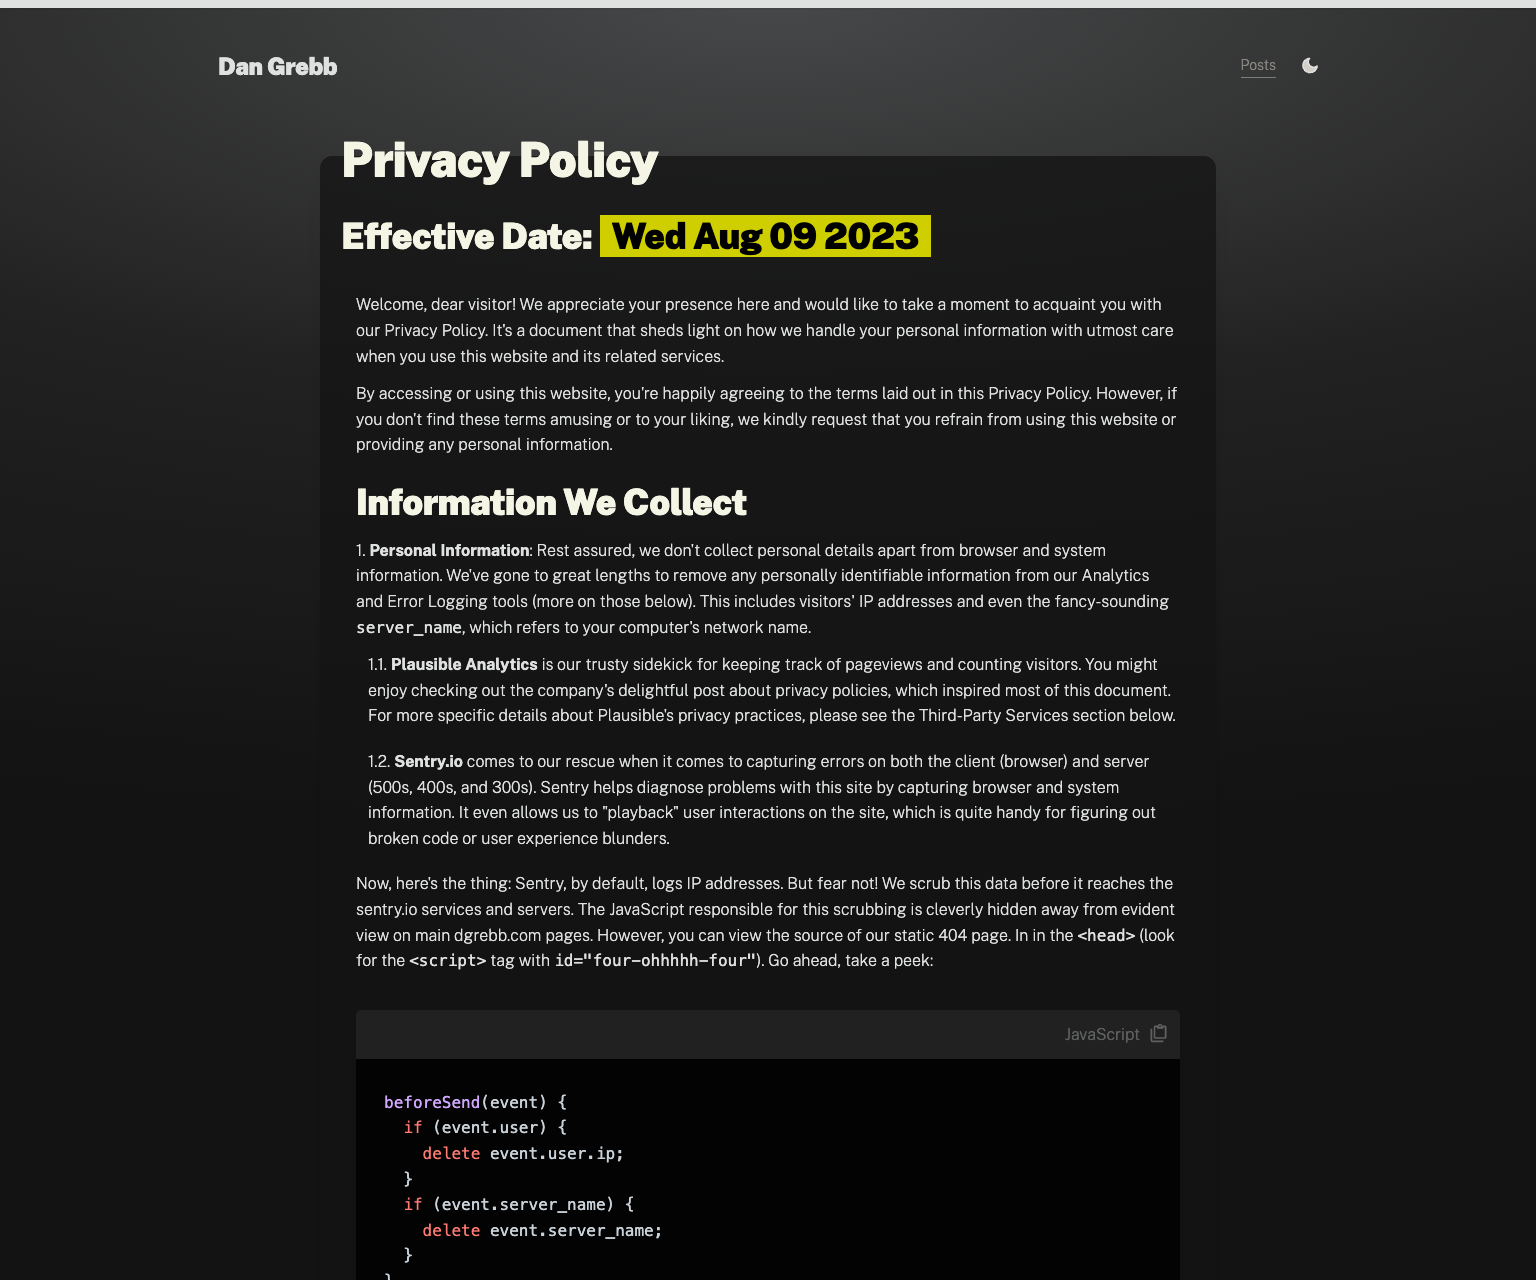 Dan Grebb
Posts
Privacy Policy
Effective Date: Wed Aug 09 2023
Welcome, dear visitor! We appreciate your presence here and would like to take a moment to acquaint you with
our Privacy Policy. It's a document that sheds light on how we handle your personal information with utmost care
when you use this website and its related services.
By accessing or using this website, you're happily agreeing to the terms laid out in this Privacy Policy. However, if
you don't find these terms amusing or to your liking, we kindly request that you refrain from using this website or
providing any personal information.
Information We Collect
1. Personal Information: Rest assured, we don't collect personal details apart from browser and system
information. We've gone to great lengths to remove any personally identifiable information from our Analytics
and Error Logging tools (more on those below). This includes visitors' IP addresses and even the fancy-sounding
server_name, which refers to your computer's network name.
1.1. Plausible Analytics is our trusty sidekick for keeping track of pageviews and counting visitors. You might
enjoy checking out the company's delightful post about privacy policies, which inspired most of this document.
For more specific details about Plausible's privacy practices, please see the Third-Party Services section below.
1.2. Sentry.io comes to our rescue when it comes to capturing errors on both the client (browser) and server
(500s, 400s, and 300s). Sentry helps diagnose problems with this site by capturing browser and system
information. It even allows us to "playback" user interactions on the site, which is quite handy for figuring out
broken code or user experience blunders.
Now, here's the thing: Sentry, by default, logs IP addresses. But fear not! We scrub this data before it reaches the
sentry.io services and servers. The JavaScript responsible for this scrubbing is cleverly hidden away from evident
view on main dgrebb.com pages. However, you can view the source of our static 404 page. In in the <head> (look
for the <script> tag with id="four-ohhhhh-four"). Go ahead, take a peek:
JavaScript
beforeSend(event) {
if (event.user) {
delete event.user.ip;
}
if (event.server_name) {
delete event.server_name;
}
}